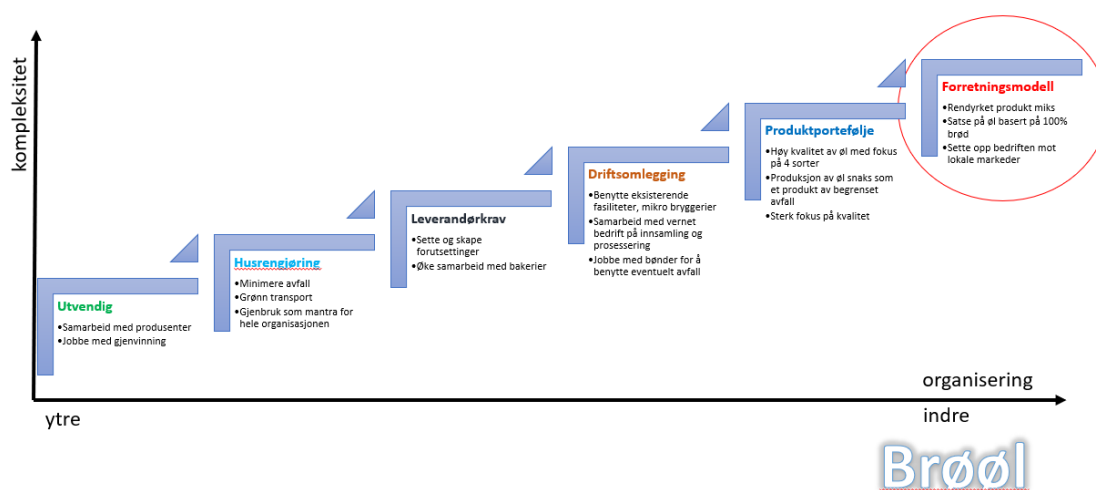 kompleksitet
Utvendig
•Samarbeid med produsenter
•Jobbe med gjenvinning
Husrengjøring
•Minimere avfall
•Grønn transport
•Gjenbruk som mantra for
hele organisasjonen
Leverandørkrav
•Sette og skape
forutsettinger
•Øke samarbeid med bakerier
Driftsomlegging
•Benytte eksisterende
fasiliteter, mikro bryggerier
•Samarbeid med vernet
bedrift på innsamling og
prosessering
•Jobbe med bønder for å
benytte eventuelt avfall
Produktportefølje
•Høy kvalitet av øl med fokus
på 4 sorter
•Produksjon av øl snaks som
et produkt av begrenset
avfall
•Sterk fokus på kvalitet
Forretningsmodell
•Rendyrket produkt miks
•Satse på øl basert på 100%
brød
•Sette opp bedriften mot
lokale markeder
organisering
ytre
indre
Brøøl